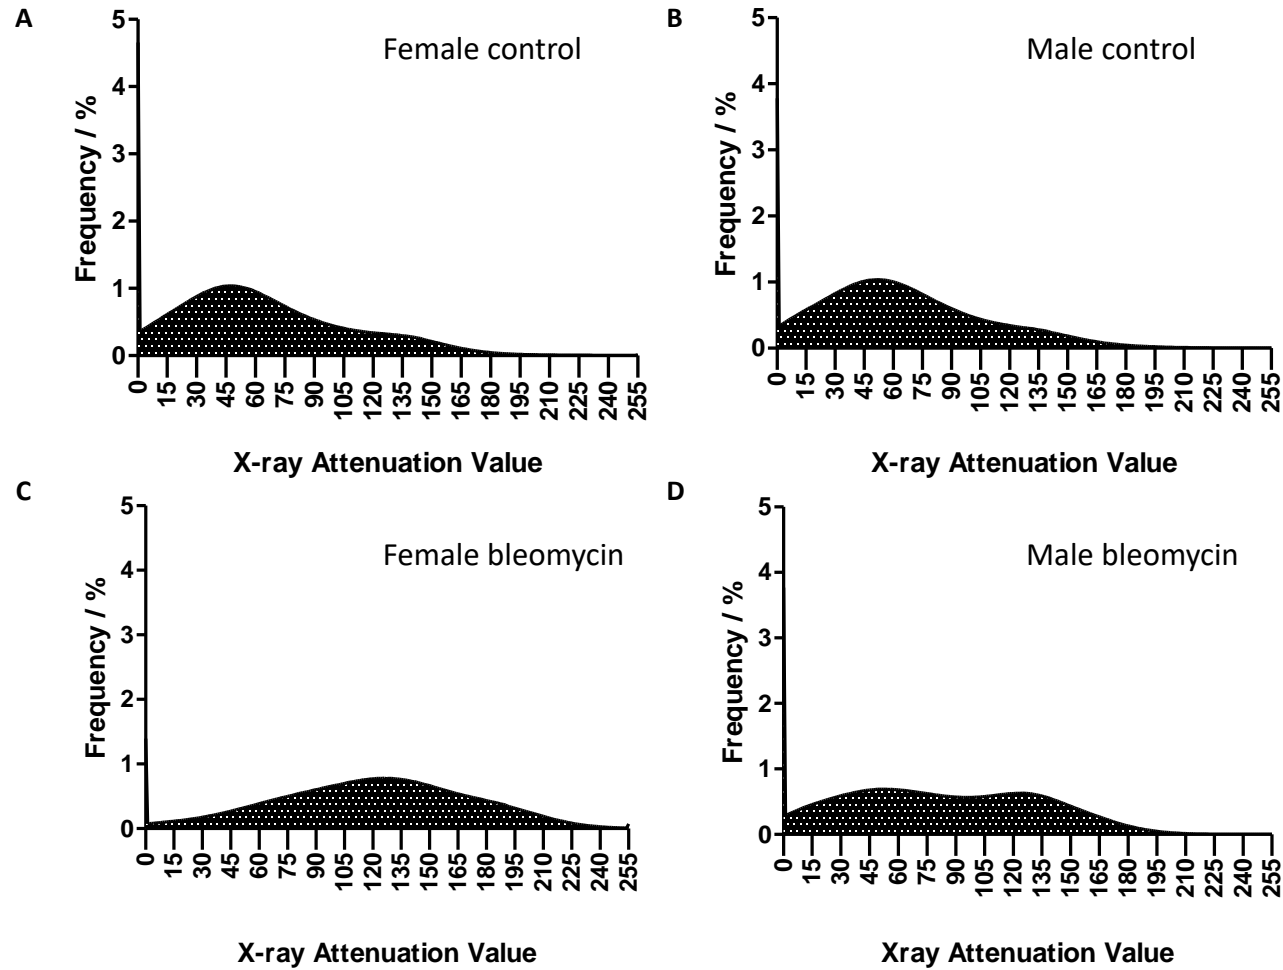 A
Female control
5
4
3
2
1
0
Frequency / %
0 15 30 45 60 75 90 105 120 135 150 165 180 195 210 225 240 255
X-ray Attenuation Value
B
Male control
5
4
3
2
1
0
Frequency / %
0 15 30 45 60 75 90 105 120 135 150 165 180 195 210 225 240 255
X-ray Attenuation Value
C
Female bleomycin
5
4
3
2
1
0
Frequency / %
0 15 30 45 60 75 90 105 120 135 150 165 180 195 210 225 240 255
X-ray Attenuation Value
D
Male bleomycin
5
4
3
2
1
0
Frequency / %
0 15 30 45 60 75 90 105 120 135 150 165 180 195 210 225 240 255
Xray Attenuation Value